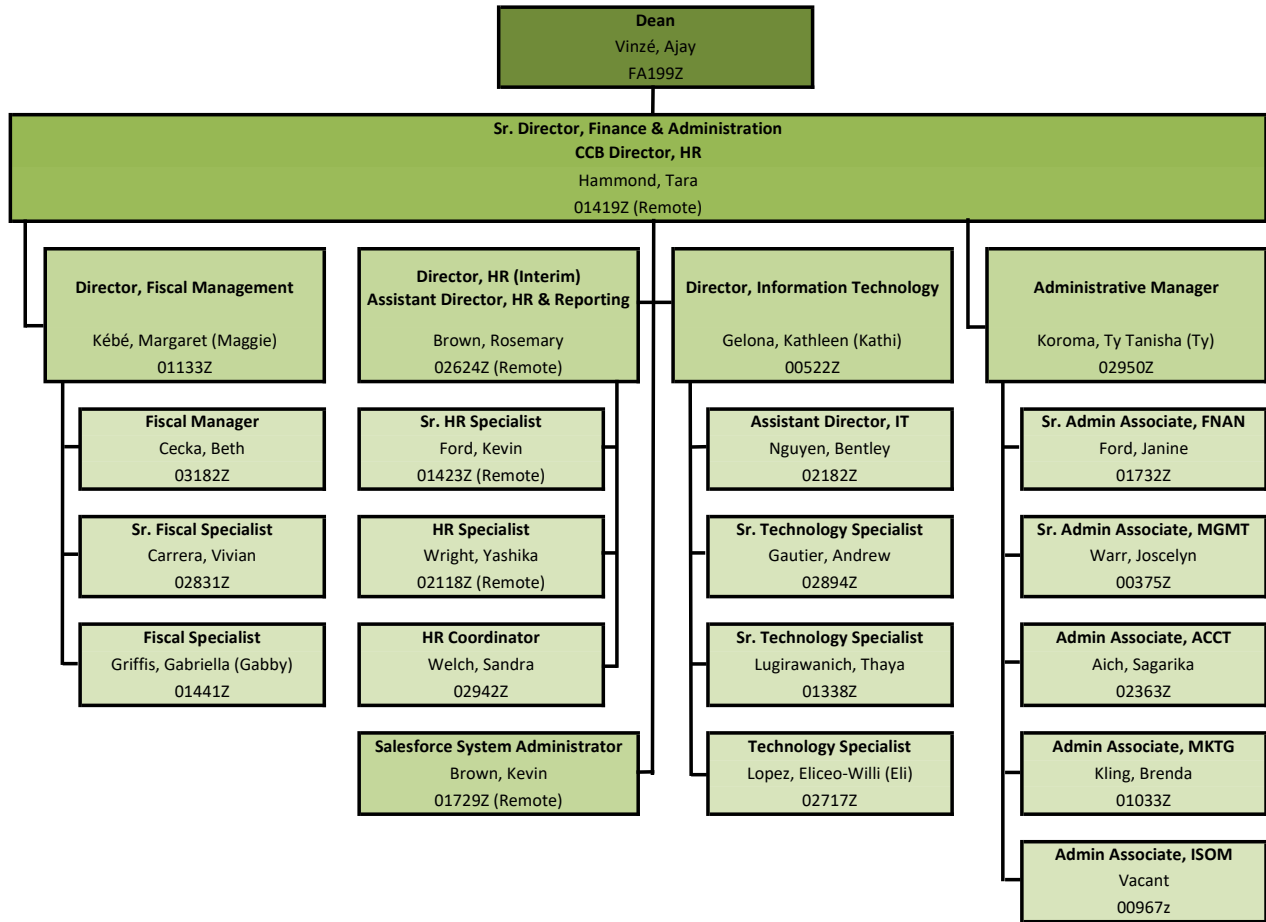 Dean
Vinzé, Ajay
FA199Z
Sr. Director, Finance & Administration
CCB Director, HR
Hammond, Tara
01419Z (Remote)
Director, Fiscal Management
Kébé, Margaret (Maggie)
01133Z
Fiscal Manager
Cecka, Beth
03182Z
Sr. Fiscal Specialist
Carrera, Vivian
02831Z
Fiscal Specialist
Griffis, Gabriella (Gabby)
01441Z
Director, HR (Interim)
Assistant Director, HR & Reporting
Brown, Rosemary
02624Z (Remote)
Sr. HR Specialist
Ford, Kevin
01423Z (Remote)
HR Specialist
Wright, Yashika
02118Z (Remote)
HR Coordinator
Welch, Sandra
02942Z
Salesforce System Administrator
Brown, Kevin
01729Z (Remote)
Director, Information Technology
Gelona, Kathleen (Kathi)
00522Z
Assistant Director, IT
Nguyen, Bentley
02182Z
Sr. Technology Specialist
Gautier, Andrew
02894Z
Sr. Technology Specialist
Lugirawanich, Thaya
01338Z
Technology Specialist
Lopez, Eliceo-Willi (Eli)
02717Z
Administrative Manager
Koroma, Ty Tanisha (Ty)
02950Z
Sr. Admin Associate, FNAN
Ford, Janine
01732Z
Sr. Admin Associate, MGMT
Warr, Joscelyn
00375Z
Admin Associate, ACCT
Aich, Sagarika
02363Z
Admin Associate, MKTG
Kling, Brenda
01033Z
Admin Associate, ISOM
Vacant
00967z